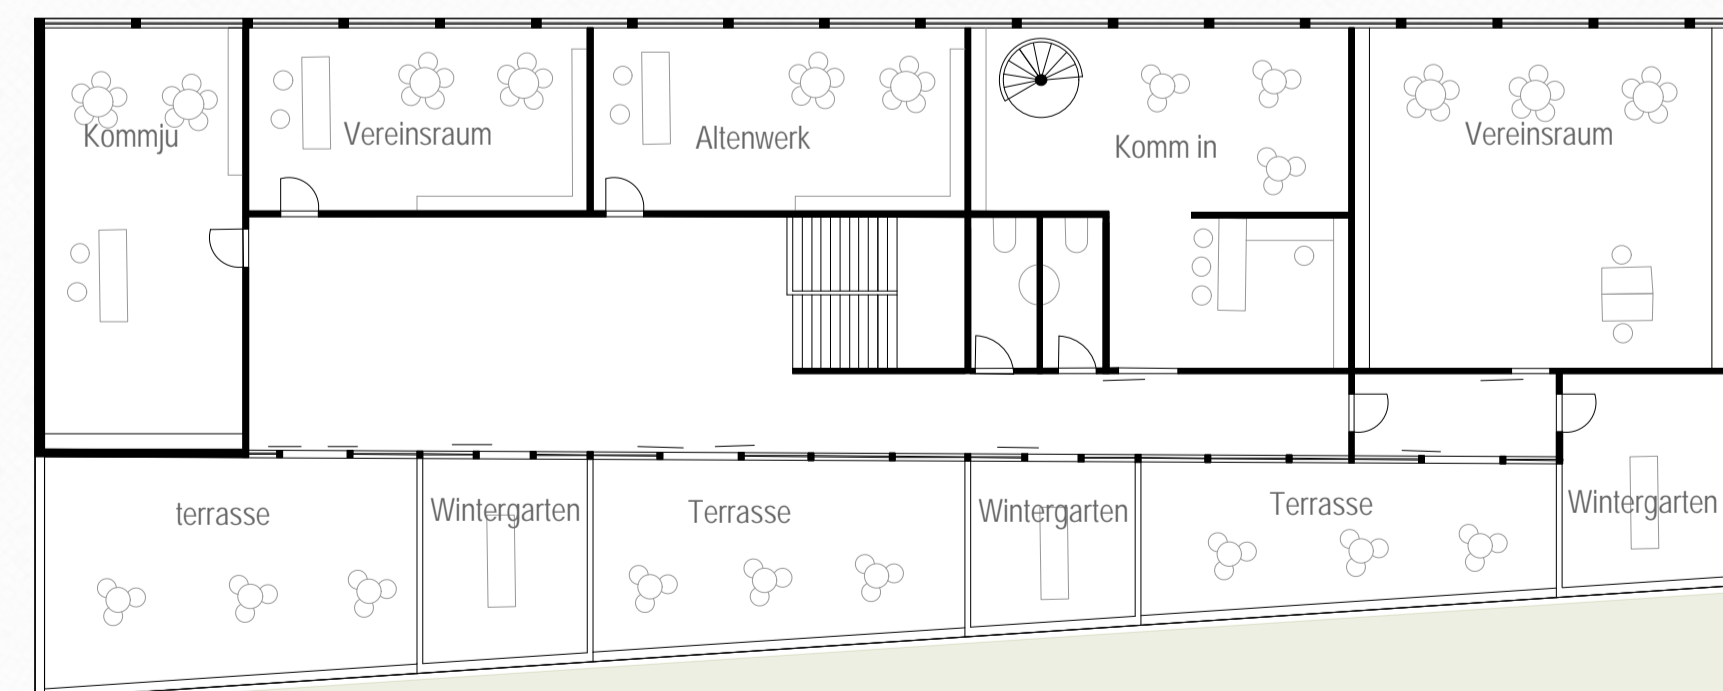 Kommju
Vereinsraum
Altenwerk
Komm in
Vereinsraum
terrasse
Wintergarten
Terrasse
Wintergarten
Terrasse
Wintergarten